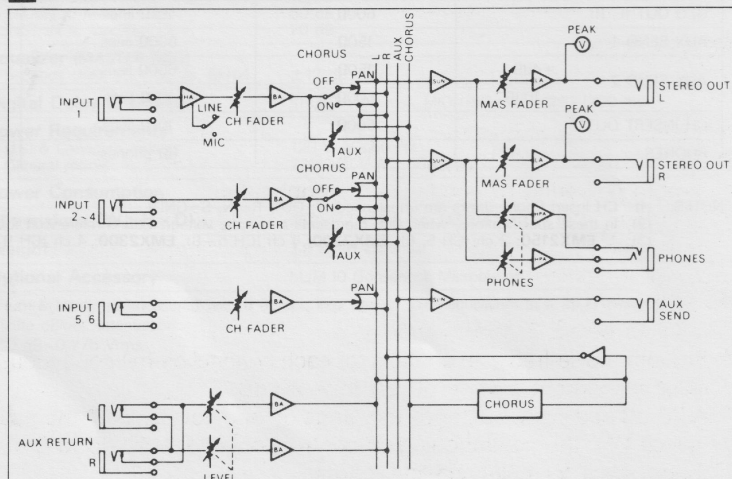 CHORUS
L
R
AUX
CHORUS
PEAK
V
INPUT
1
HA
LINE
MIC
CH FADER
BA
OFF
ON
PAN
AUX
SUM
MAS FADER
LA
STEREO OUT
L
CHORUS
PEAK
V
INPUT
2~4
CH FADER
BA
OFF
ON
PAN
AUX
SUM
MAS FADER
LA
STEREO OUT
R
PHONES
HPA
HPA
PHONES
INPUT
5·6
CH FADER
BA
PAN
SUM
AUX
SEND
CHORUS
L
AUX RETURN
R
LEVEL
BA
BA